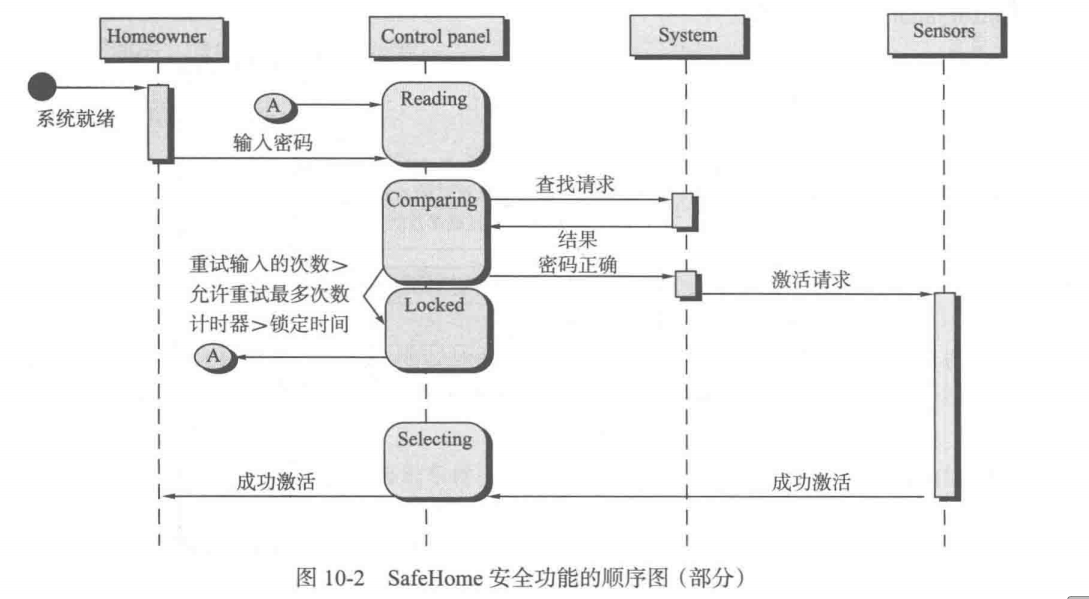 Homeowner
Control panel
System
Sensors
系统就绪
A
Reading
输入密码
Comparing
查找请求
结果
密码正确
重试输入的次数>
允许重试最多次数
计时器>锁定时间
激活请求
Locked
A
Selecting
成功激活
成功激活
图 10-2 SafeHome 安全功能的顺序图（部分）